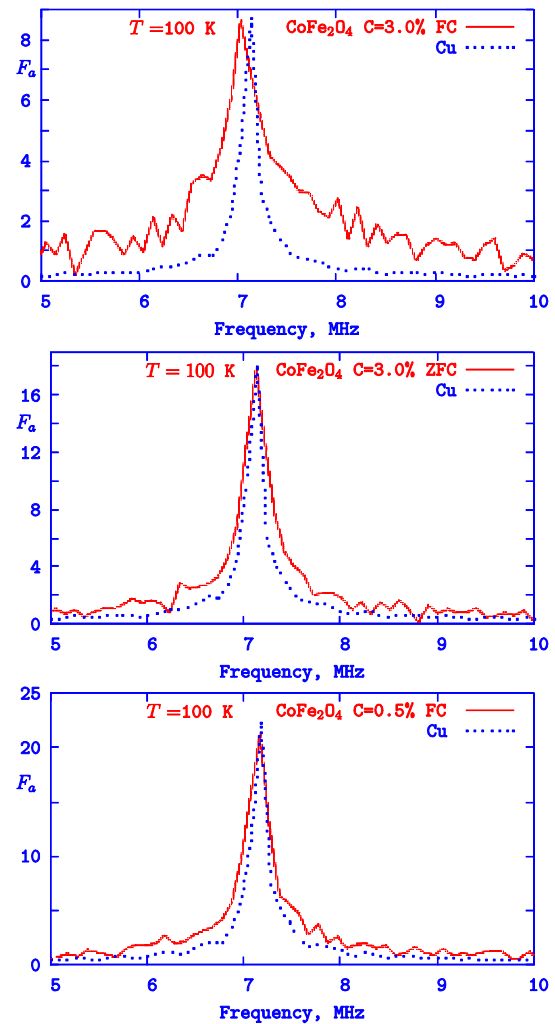 T = 100 K CoFe₂O₄ C=3.0% FC
Cu
Fₐ
8
6
4
2
0
5 6 7 8 9 10
Frequency, MHz
T = 100 K CoFe₂O₄ C=3.0% ZFC
Cu
16
Fₐ
12
8
4
0
5 6 7 8 9 10
Frequency, MHz
25
T = 100 K CoFe₂O₄ C=0.5% FC
Cu
20
Fₐ
15
10
5
0
5 6 7 8 9 10
Frequency, MHz